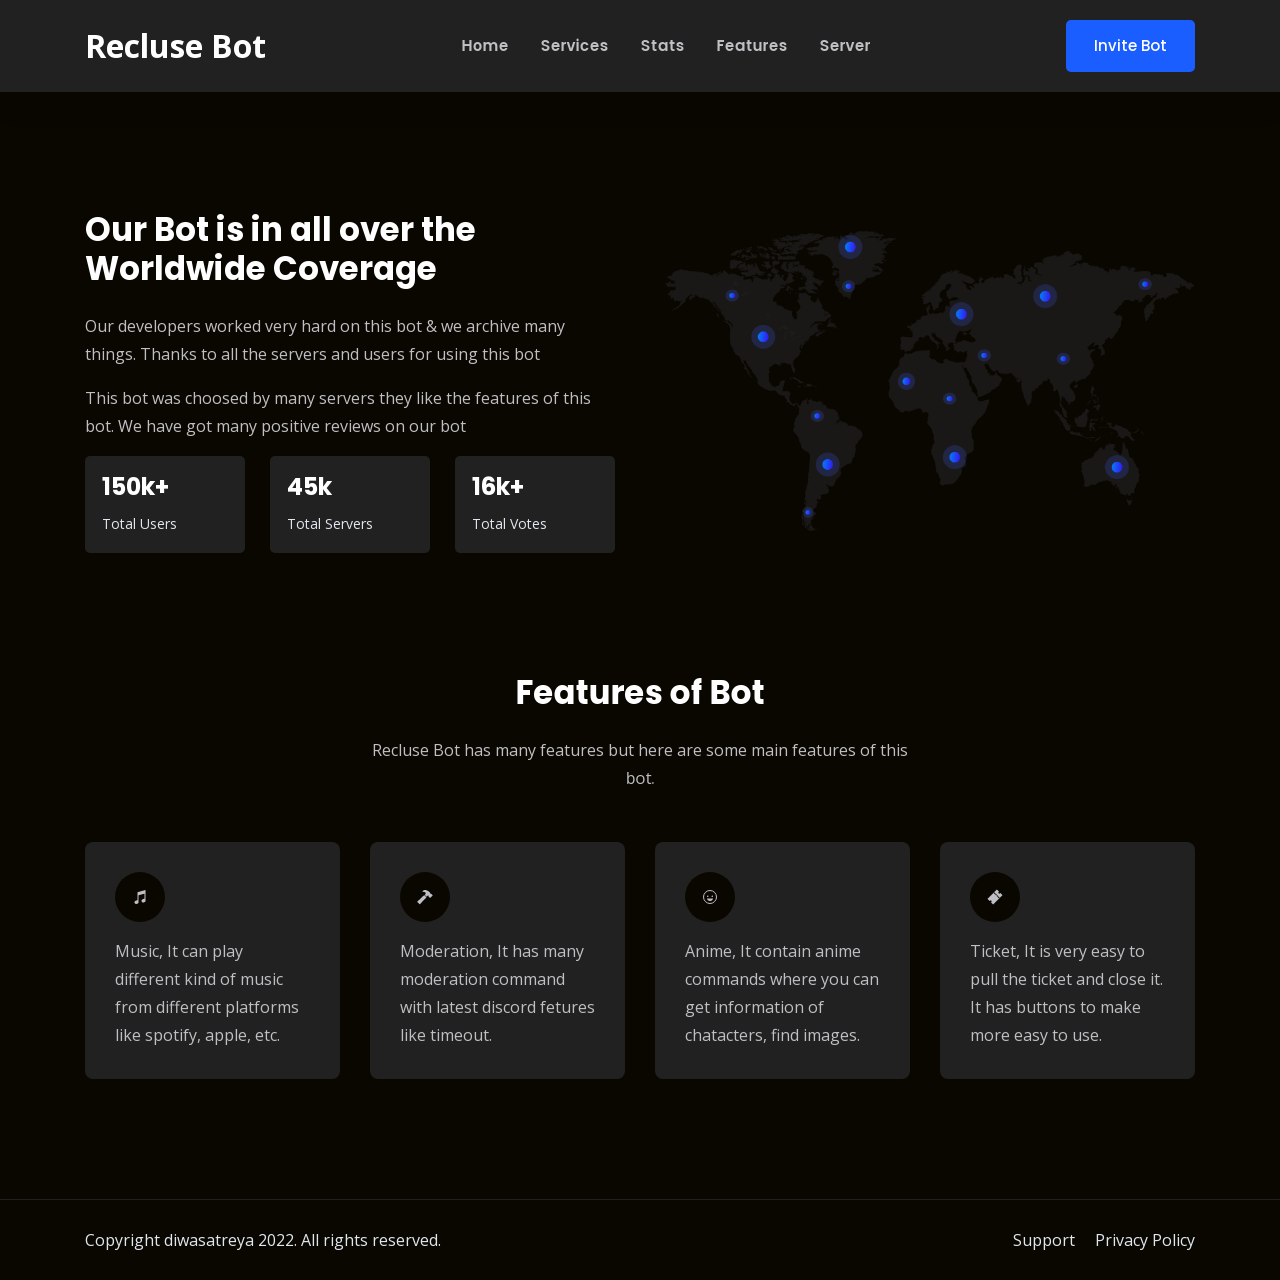 Recluse Bot
Home Services Stats Features Server
Invite Bot
Our Bot is in all over the
Worldwide Coverage
Our developers worked very hard on this bot & we archive many
things. Thanks to all the servers and users for using this bot
This bot was choosed by many servers they like the features of this
bot. We have got many positive reviews on our bot
150k+
Total Users
45k
Total Servers
16k+
Total Votes
Features of Bot
Recluse Bot has many features but here are some main features of this
bot.
Music, It can play
different kind of music
from different platforms
like spotify, apple, etc.
Moderation, It has many
moderation command
with latest discord fetures
like timeout.
Anime, It contain anime
commands where you can
get information of
chatacters, find images.
Ticket, It is very easy to
pull the ticket and close it.
It has buttons to make
more easy to use.
Copyright diwasatreya 2022. All rights reserved.
Support Privacy Policy